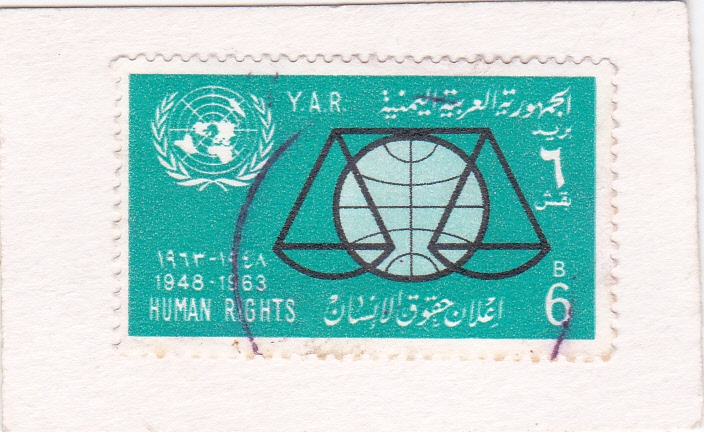 Y.A.R. الجمهورية العربية اليمنية
بريد
٦
بقش
١٩٦٣-١٩٤٨
1948-1963
B
6
HUMAN RIGHTS اعلان حقوق الانسان